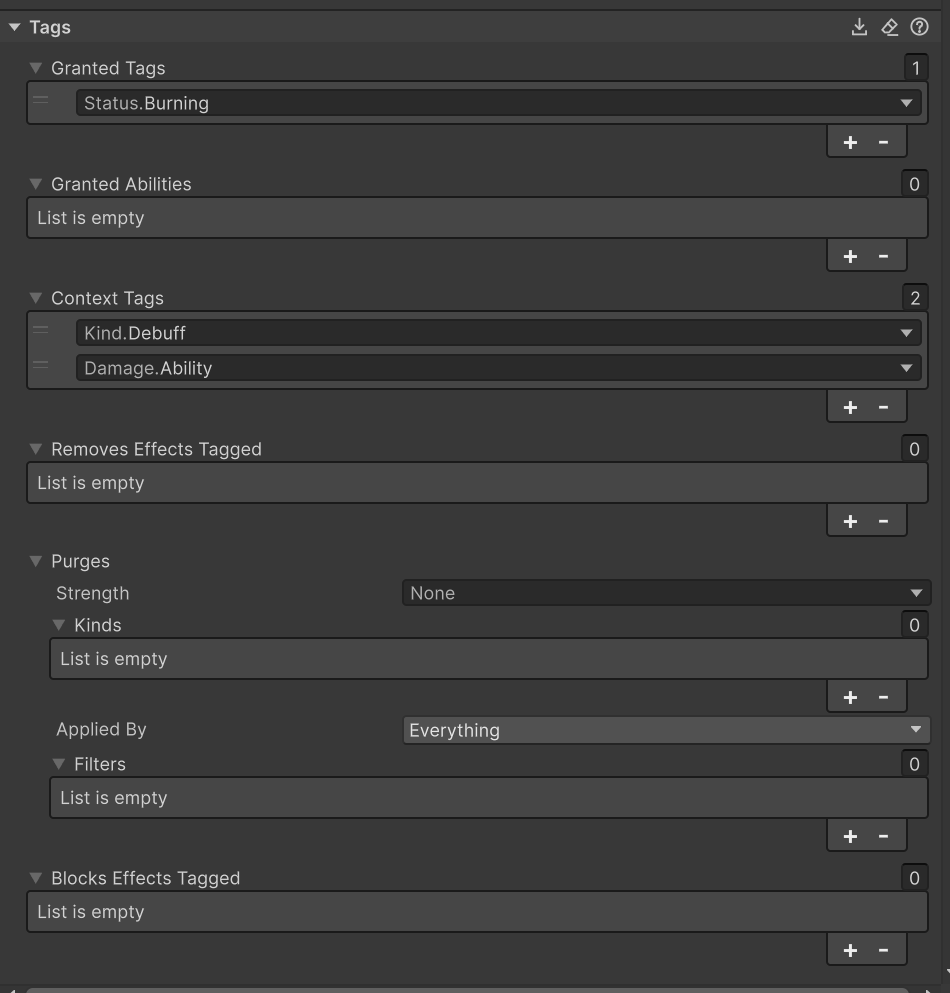 Tags
Granted Tags 1
Status.Burning
+ -
Granted Abilities 0
List is empty
+ -
Context Tags 2
Kind.Debuff
Damage.Ability
+ -
Removes Effects Tagged 0
List is empty
+ -
Purges
Strength None
Kinds 0
List is empty
+ -
Applied By Everything
Filters 0
List is empty
+ -
Blocks Effects Tagged 0
List is empty
+ -